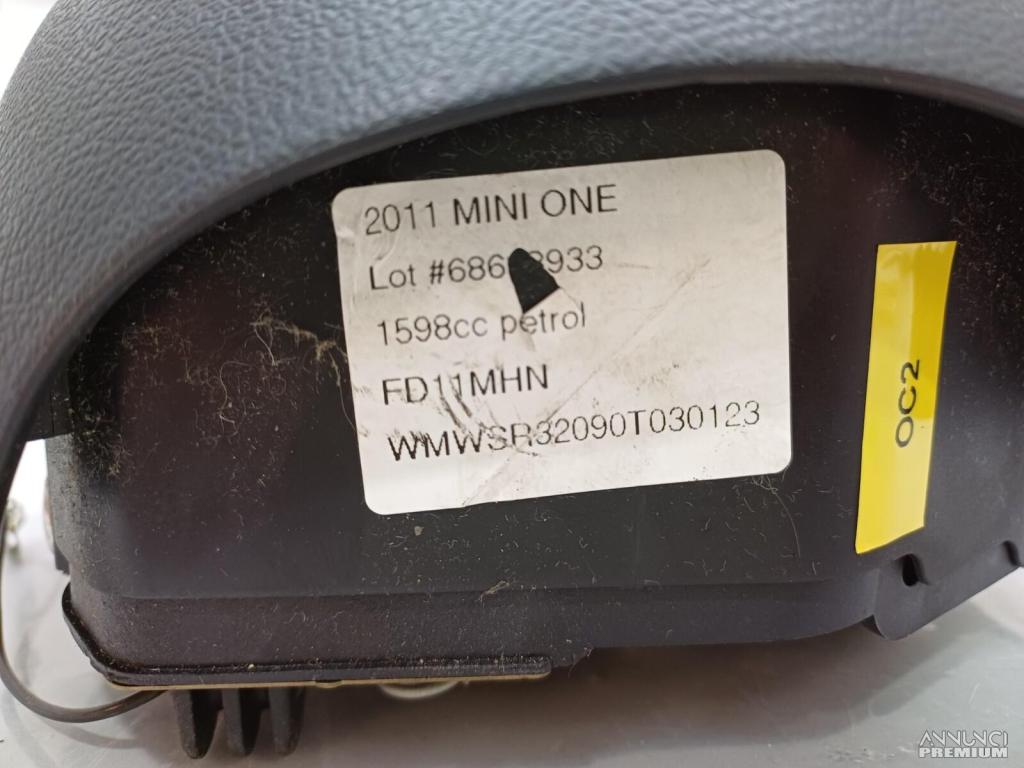 2011 MINI ONE
Lot
1598cc petrol
FD11MHN
WMWSR32090T030123
OC2
ANNUNCI
PREMIUM